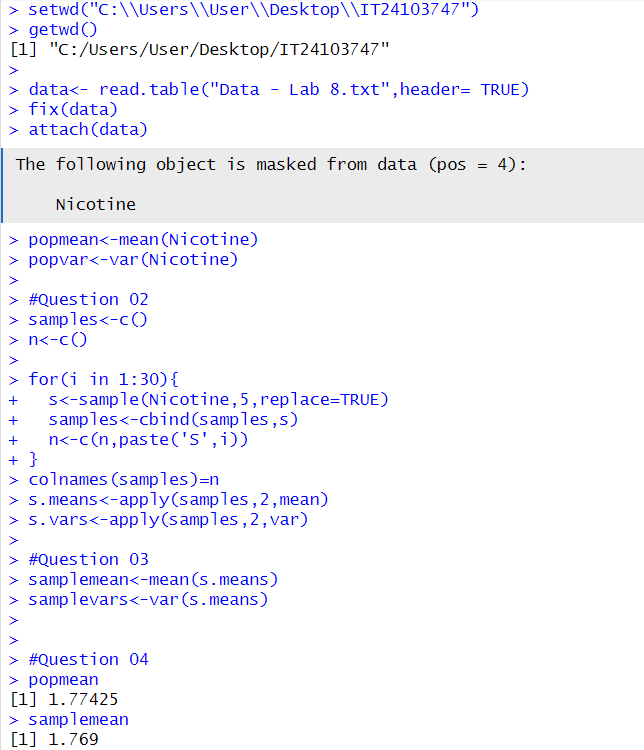 > setwd("C:\\Users\\User\\Desktop\\IT24103747")
> getwd()
[1] "C:/Users/User/Desktop/IT24103747"
>
> data<- read.table("Data - Lab 8.txt",header= TRUE)
> fix(data)
> attach(data)
The following object is masked from data (pos = 4):
    Nicotine
> popmean<-mean(Nicotine)
> popvar<-var(Nicotine)
>
> #Question 02
> samples<-c()
> n<-c()
>
> for(i in 1:30){
+   s<-sample(Nicotine,5,replace=TRUE)
+   samples<-cbind(samples,s)
+   n<-c(n,paste('S',i))
+ }
> colnames(samples)=n
> s.means<-apply(samples,2,mean)
> s.vars<-apply(samples,2,var)
>
> #Question 03
> samplemean<-mean(s.means)
> samplevars<-var(s.means)
>
>
> #Question 04
> popmean
[1] 1.77425
> samplemean
[1] 1.769